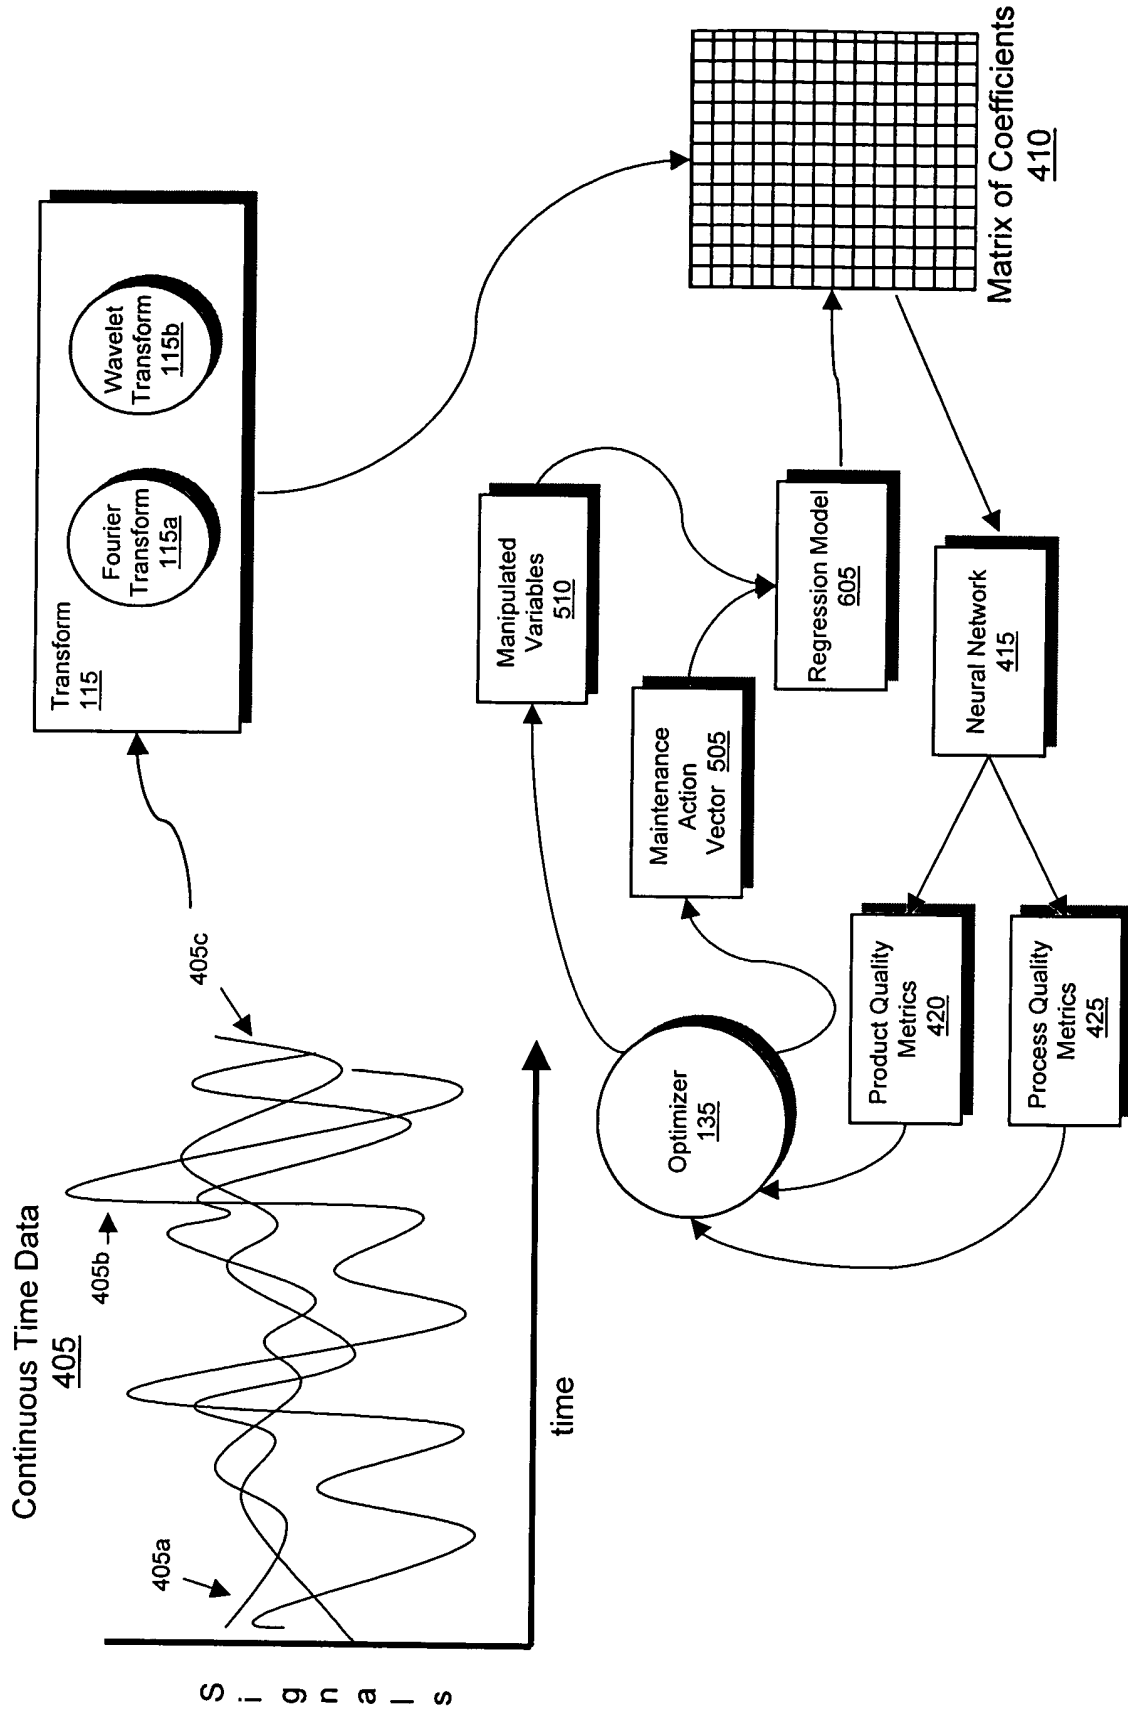 Continuous Time Data
405
405a
405b
405c
Signals
time
Transform
115
Fourier
Transform
115a
Wavelet
Transform
115b
Manipulated
Variables
510
Maintenance
Action
Vector 505
Optimizer
135
Regression Model
605
Matrix of Coefficients
410
Neural Network
415
Product Quality
Metrics
420
Process Quality
Metrics
425